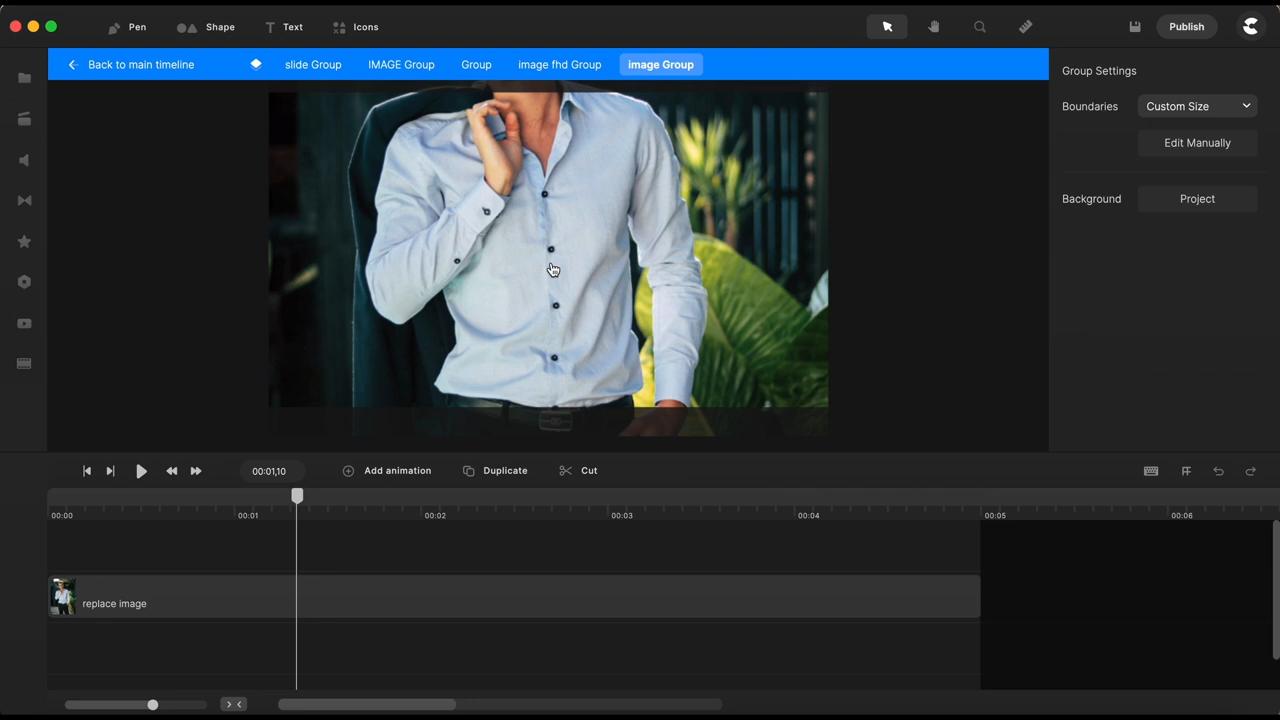 Pen Shape Text Icons Publish
Back to main timeline slide Group IMAGE Group Group image fhd Group image Group
Group Settings
Boundaries Custom Size
Edit Manually
Background Project
00:01,10 Add animation Duplicate Cut
00:00 00:01 00:02 00:03 00:04 00:05 00:06
replace image